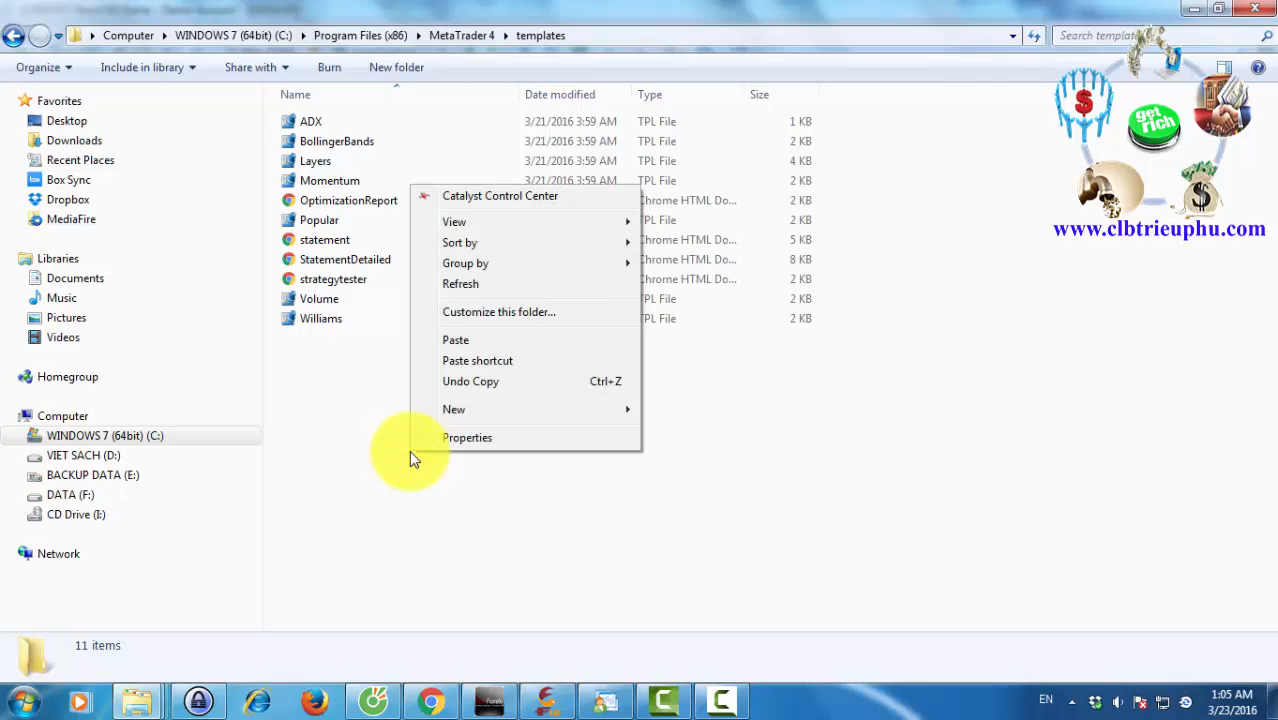 Computer WINDOWS 7 (64bit) (C:) Program Files (x86) MetaTrader 4 templates
Organize Include in library Share with Burn New folder
Name Date modified Type Size
Favorites
Desktop
Downloads
Recent Places
Box Sync
Dropbox
MediaFire
Libraries
Documents
Music
Pictures
Videos
Homegroup
Computer
WINDOWS 7 (64bit) (C:)
VIET SACH (D:)
BACKUP DATA (E:)
DATA (F:)
CD Drive (I:)
Network
ADX 3/21/2016 3:59 AM TPL File 1 KB
BollingerBands 3/21/2016 3:59 AM TPL File 2 KB
Layers 3/21/2016 3:59 AM TPL File 4 KB
Momentum 3/21/2016 3:59 AM TPL File 2 KB
OptimizationReport Chrome HTML Do... 2 KB
Popular TPL File 2 KB
statement Chrome HTML Do... 5 KB
StatementDetailed Chrome HTML Do... 8 KB
strategytester Chrome HTML Do... 2 KB
Volume TPL File 2 KB
Williams TPL File 2 KB
Catalyst Control Center
View
Sort by
Group by
Refresh
Customize this folder...
Paste
Paste shortcut
Undo Copy Ctrl+Z
New
Properties
get
rich
www.clbtrieuphu.com
11 items
EN
1:05 AM
3/23/2016